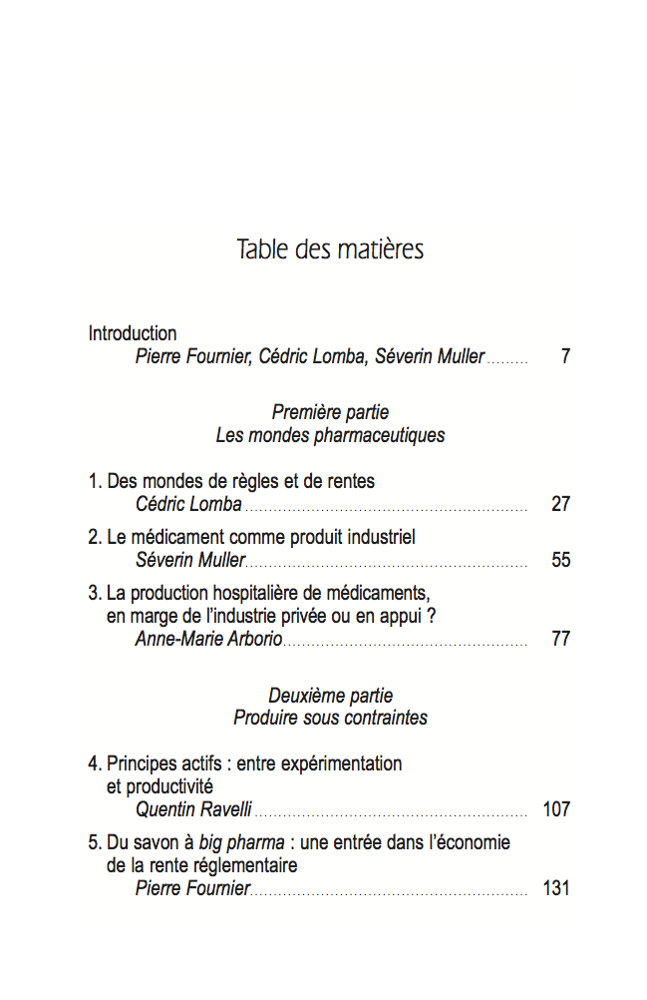 Table des matières
Introduction
Pierre Fournier, Cédric Lomba, Séverin Muller ......... 7
Première partie
Les mondes pharmaceutiques
1. Des mondes de règles et de rentes
Cédric Lomba ............................................................ 27
2. Le médicament comme produit industriel
Séverin Muller............................................................ 55
3. La production hospitalière de médicaments,
en marge de l’industrie privée ou en appui ?
Anne-Marie Arborio.................................................... 77
Deuxième partie
Produire sous contraintes
4. Principes actifs : entre expérimentation
et productivité
Quentin Ravelli .......................................................... 107
5. Du savon à big pharma : une entrée dans l’économie
de la rente réglementaire
Pierre Fournier........................................................... 131